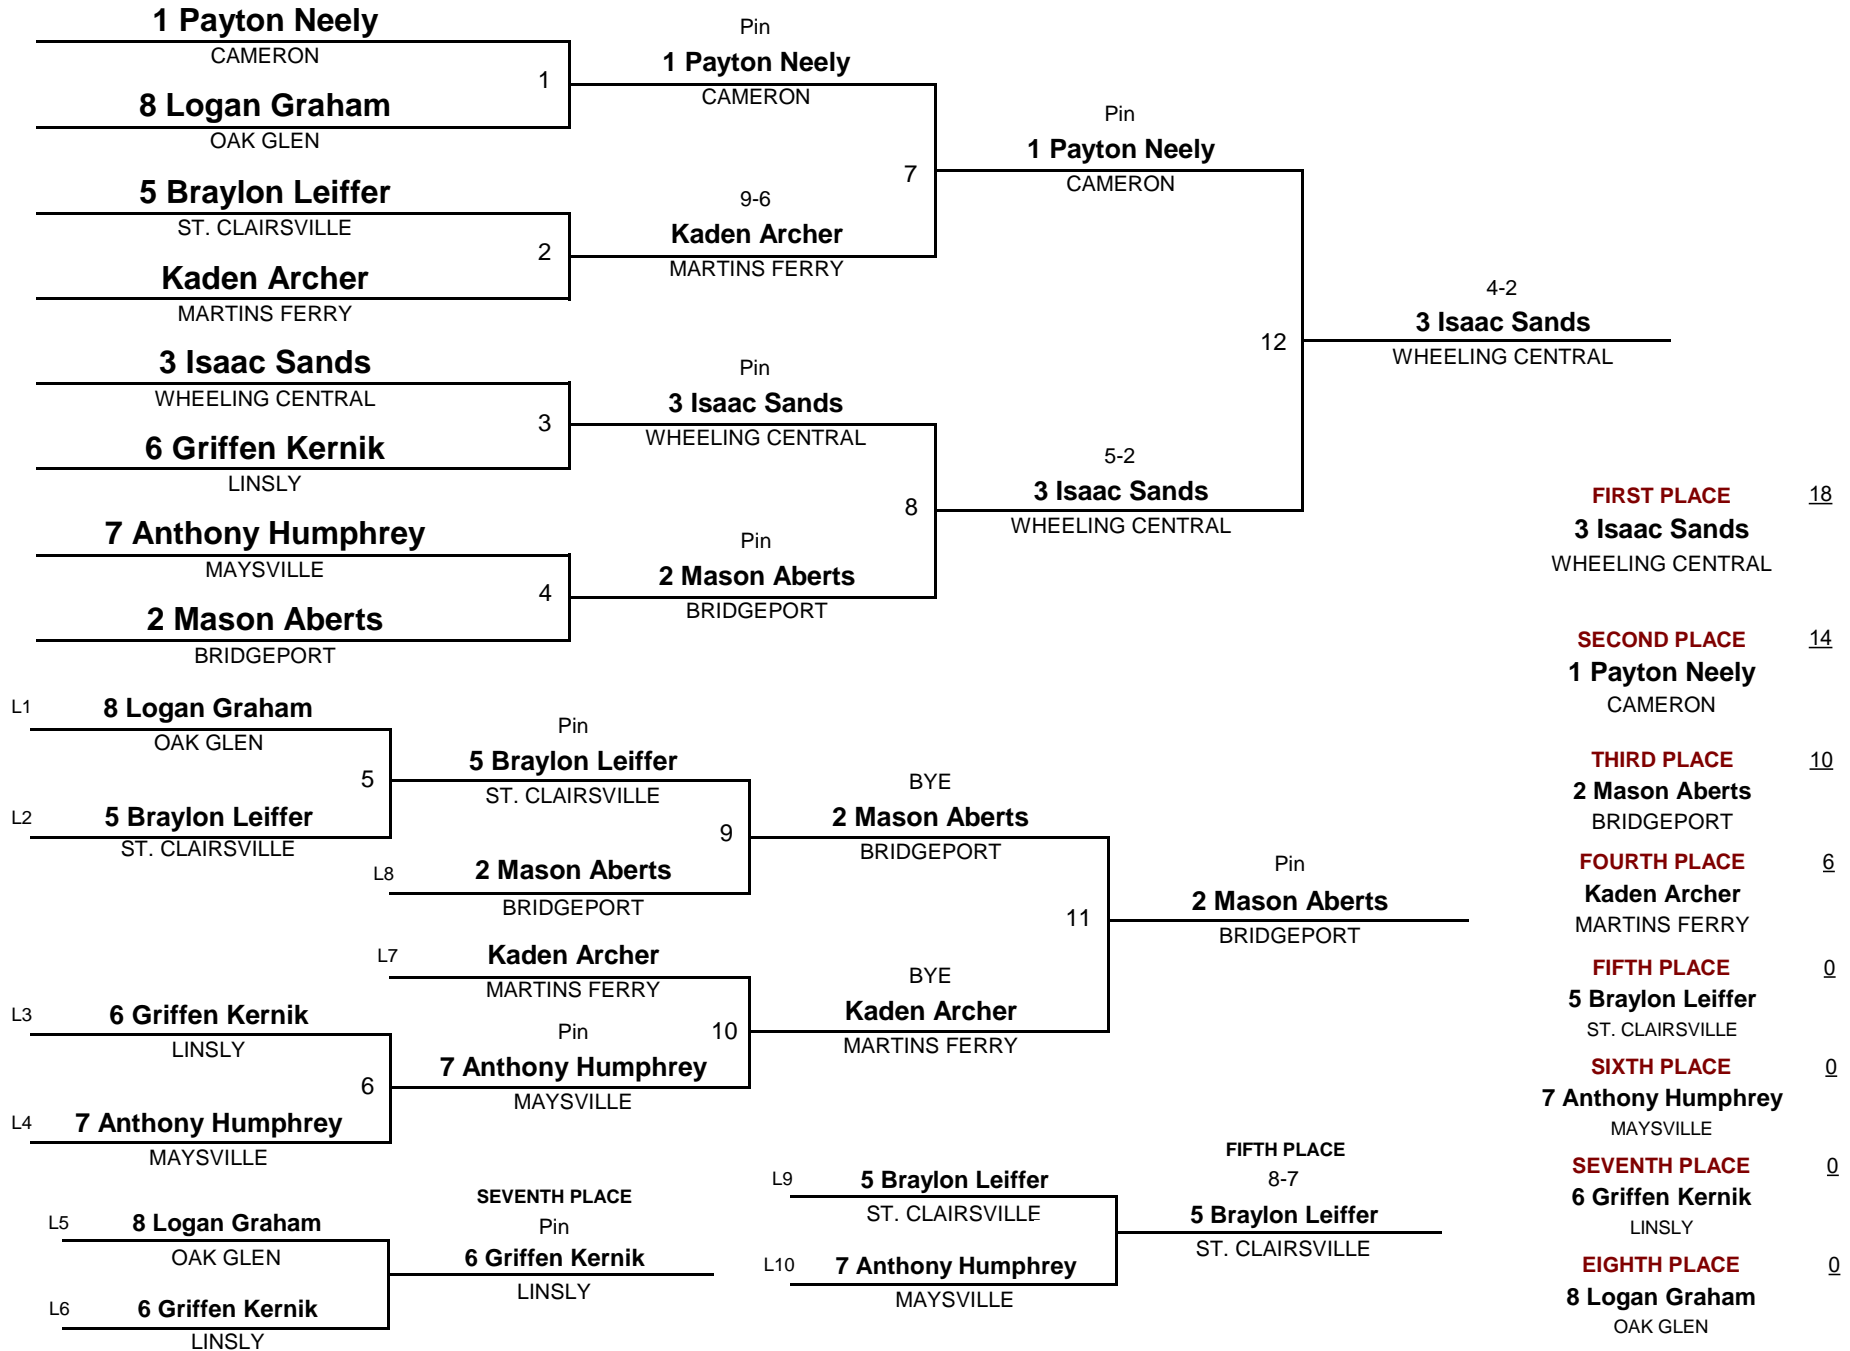 1 Payton Neely
CAMERON
1
8 Logan Graham
OAK GLEN
5 Braylon Leiffer
ST. CLAIRSVILLE
2
Kaden Archer
MARTINS FERRY
3 Isaac Sands
WHEELING CENTRAL
3
6 Griffen Kernik
LINSLY
7 Anthony Humphrey
MAYSVILLE
4
2 Mason Aberts
BRIDGEPORT
Pin
1 Payton Neely
CAMERON
7
9-6
Kaden Archer
MARTINS FERRY
Pin
3 Isaac Sands
WHEELING CENTRAL
8
Pin
2 Mason Aberts
BRIDGEPORT
Pin
1 Payton Neely
CAMERON
12
5-2
3 Isaac Sands
WHEELING CENTRAL
4-2
3 Isaac Sands
WHEELING CENTRAL
L1 8 Logan Graham
OAK GLEN
5
L2 5 Braylon Leiffer
ST. CLAIRSVILLE
Pin
5 Braylon Leiffer
ST. CLAIRSVILLE
9
L8 2 Mason Aberts
BRIDGEPORT
L7 Kaden Archer
MARTINS FERRY
10
L3 6 Griffen Kernik
LINSLY
6
L4 7 Anthony Humphrey
MAYSVILLE
Pin
7 Anthony Humphrey
MAYSVILLE
BYE
2 Mason Aberts
BRIDGEPORT
11
BYE
Kaden Archer
MARTINS FERRY
Pin
2 Mason Aberts
BRIDGEPORT
L5 8 Logan Graham
OAK GLEN
L6 6 Griffen Kernik
LINSLY
SEVENTH PLACE
Pin
6 Griffen Kernik
LINSLY
L9 5 Braylon Leiffer
ST. CLAIRSVILLE
L10 7 Anthony Humphrey
MAYSVILLE
FIFTH PLACE
8-7
5 Braylon Leiffer
ST. CLAIRSVILLE
FIRST PLACE 18
3 Isaac Sands
WHEELING CENTRAL
SECOND PLACE 14
1 Payton Neely
CAMERON
THIRD PLACE 10
2 Mason Aberts
BRIDGEPORT
FOURTH PLACE 6
Kaden Archer
MARTINS FERRY
FIFTH PLACE 0
5 Braylon Leiffer
ST. CLAIRSVILLE
SIXTH PLACE 0
7 Anthony Humphrey
MAYSVILLE
SEVENTH PLACE 0
6 Griffen Kernik
LINSLY
EIGHTH PLACE 0
8 Logan Graham
OAK GLEN